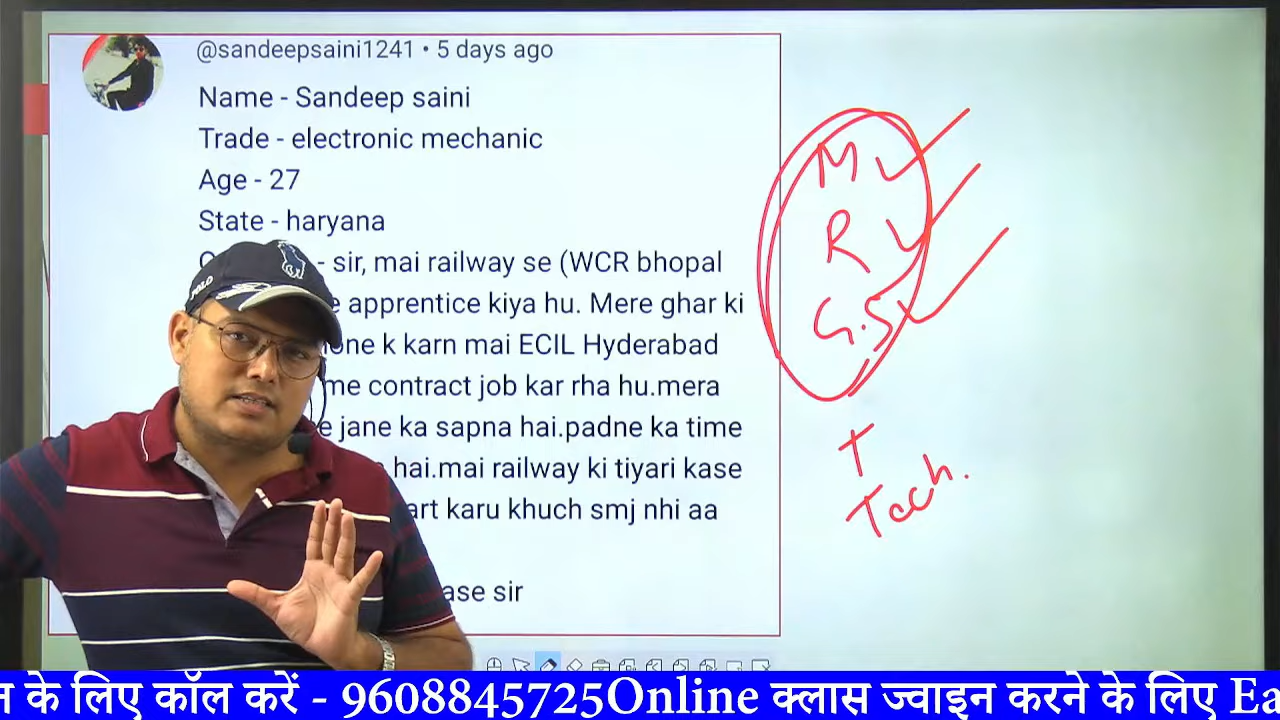 @sandeepsaini1241 • 5 days ago
Name - Sandeep saini
Trade - electronic mechanic
Age - 27
State - haryana
- sir, mai railway se (WCR bhopal
apprentice kiya hu. Mere ghar ki
k karn mai ECIL Hyderabad
me contract job kar rha hu.mera
jane ka sapna hai.padne ka time
hai.mai railway ki tiyari kase
karu khuch smj nhi aa
sir
M
R
G.S
+
Tech.
POLO
के लिए कॉल करें - 9608845725Online क्लास ज्वाइन करने के लिए